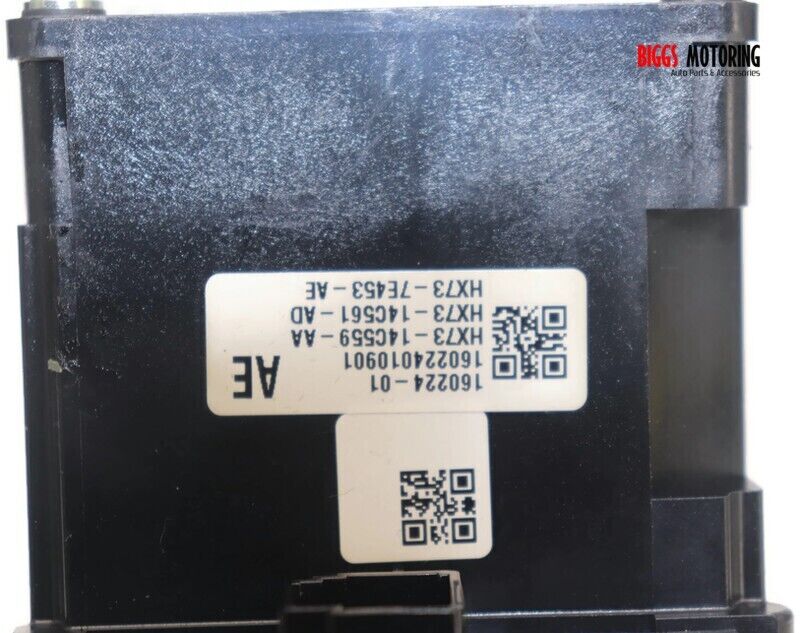 BIGGS MOTORING
Auto Parts & Accessories
160224-01
160224010901
HX73-14C559-AA
HX73-14C561-AD
HX73-7E453-AE
AE